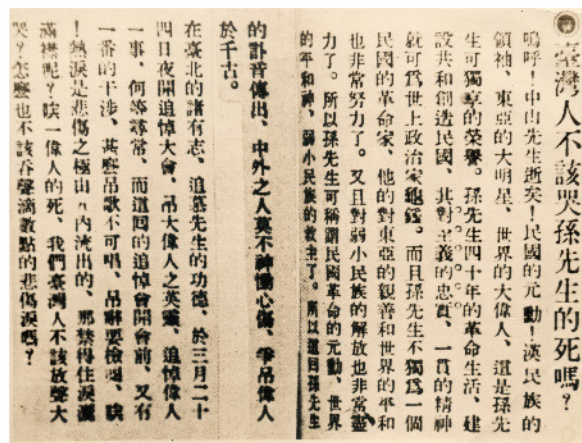 臺灣人不該哭孫先生的死嗎？
嗚呼！中山先生逝矣！民國的元勳！漢民族的
領袖、東亞的大明星、世界的大偉人、這是孫先
生可獨享的榮譽。孫先生四十年的革命生活、建
設共和創造民國、其對主義的忠實、一貫的精神
就可爲世上政治家龜鏡。而且孫先生不獨爲一個
民國的革命家、他的對東亞的親善和世界的平和
也非常努力了。又且對弱小民族的解放也非常盡
力了。所以孫先生可稱謂民國革命的元勳、世界
的平和神、弱小民族的救主了。所以這回孫先生
的訃音傳出、中外之人莫不神傷心傷、爭吊偉人
於千古。
在臺北的諸有志、追慕先生的功德、於三月二十
四日夜開追悼大會、吊大偉人之英靈、追悼偉人
一事、何等尋常、而這回的追悼會開會前、又有
一番的干涉、甚麼吊歌不可唱、吊辭要檢閱、咳
！熱淚是悲傷之極由 內流出的、那禁得住淚灑
滿襟呢？咳一偉人的死、我們臺灣人不該放聲大
哭？怎麼也不該吞聲滴數點的悲傷淚嗎？